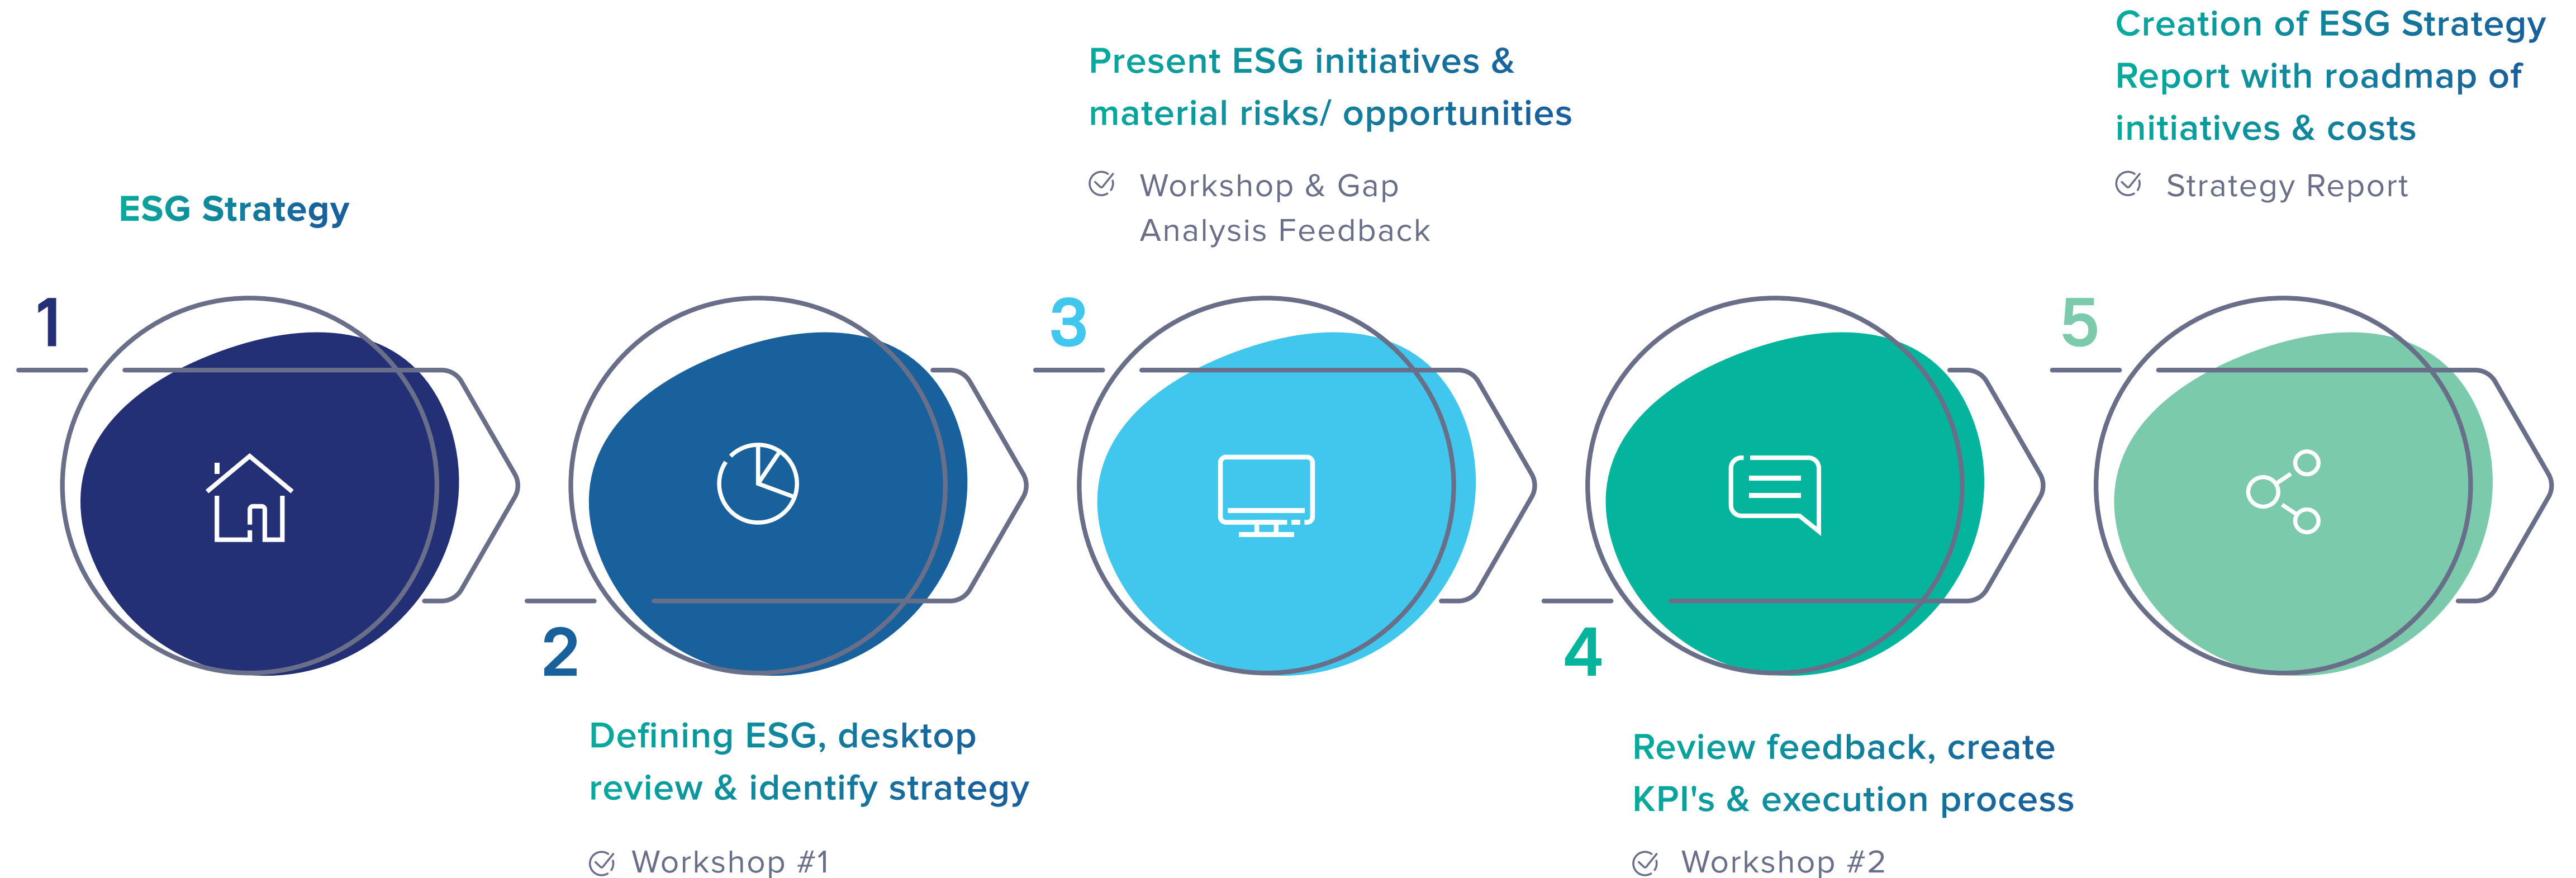 1
ESG Strategy
2
Defining ESG, desktop
review & identify strategy
Workshop #1
3
Present ESG initiatives &
material risks/ opportunities
Workshop & Gap
Analysis Feedback
4
Review feedback, create
KPI's & execution process
Workshop #2
5
Creation of ESG Strategy
Report with roadmap of
initiatives & costs
Strategy Report